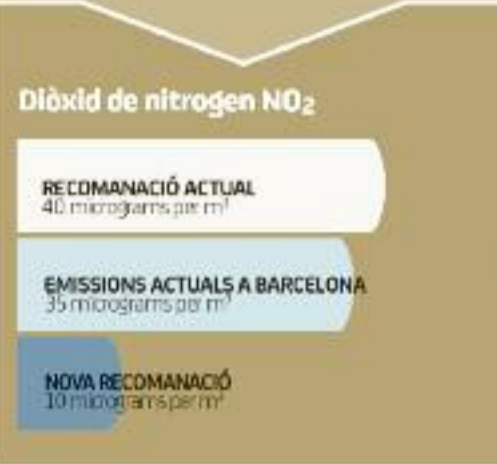 Diòxid de nitrogen NO₂
RECOMANACIÓ ACTUAL
40 micrograms per m³
EMISSIONS ACTUALS A BARCELONA
35 micrograms per m³
NOVA RECOMANACIÓ
10 micrograms per m³